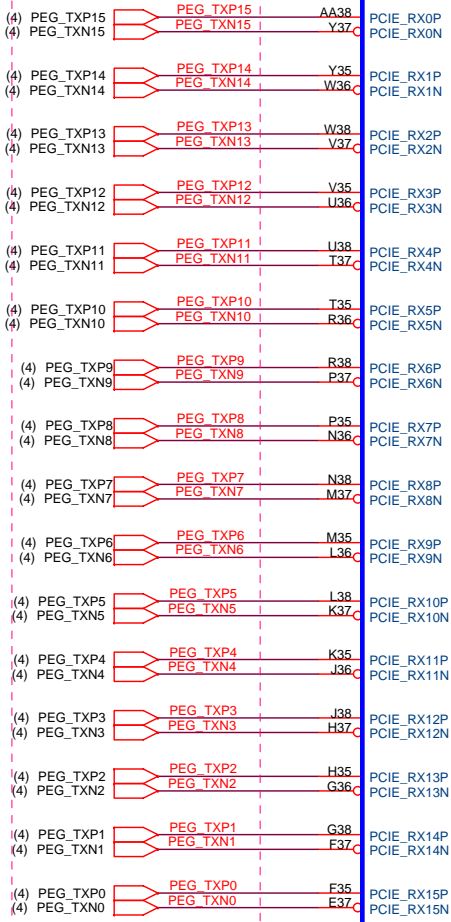 (4) PEG_TXP15 PEG_TXP15 AA38 PCIE_RX0P
(4) PEG_TXN15 PEG_TXN15 Y37 PCIE_RX0N
(4) PEG_TXP14 PEG_TXP14 Y35 PCIE_RX1P
(4) PEG_TXN14 PEG_TXN14 W36 PCIE_RX1N
(4) PEG_TXP13 PEG_TXP13 W38 PCIE_RX2P
(4) PEG_TXN13 PEG_TXN13 V37 PCIE_RX2N
(4) PEG_TXP12 PEG_TXP12 V35 PCIE_RX3P
(4) PEG_TXN12 PEG_TXN12 U36 PCIE_RX3N
(4) PEG_TXP11 PEG_TXP11 U38 PCIE_RX4P
(4) PEG_TXN11 PEG_TXN11 T37 PCIE_RX4N
(4) PEG_TXP10 PEG_TXP10 T35 PCIE_RX5P
(4) PEG_TXN10 PEG_TXN10 R36 PCIE_RX5N
(4) PEG_TXP9 PEG_TXP9 R38 PCIE_RX6P
(4) PEG_TXN9 PEG_TXN9 P37 PCIE_RX6N
(4) PEG_TXP8 PEG_TXP8 P35 PCIE_RX7P
(4) PEG_TXN8 PEG_TXN8 N36 PCIE_RX7N
(4) PEG_TXP7 PEG_TXP7 N38 PCIE_RX8P
(4) PEG_TXN7 PEG_TXN7 M37 PCIE_RX8N
(4) PEG_TXP6 PEG_TXP6 M35 PCIE_RX9P
(4) PEG_TXN6 PEG_TXN6 L36 PCIE_RX9N
(4) PEG_TXP5 PEG_TXP5 L38 PCIE_RX10P
(4) PEG_TXN5 PEG_TXN5 K37 PCIE_RX10N
(4) PEG_TXP4 PEG_TXP4 K35 PCIE_RX11P
(4) PEG_TXN4 PEG_TXN4 J36 PCIE_RX11N
(4) PEG_TXP3 PEG_TXP3 J38 PCIE_RX12P
(4) PEG_TXN3 PEG_TXN3 H37 PCIE_RX12N
(4) PEG_TXP2 PEG_TXP2 H35 PCIE_RX13P
(4) PEG_TXN2 PEG_TXN2 G36 PCIE_RX13N
(4) PEG_TXP1 PEG_TXP1 G38 PCIE_RX14P
(4) PEG_TXN1 PEG_TXN1 F37 PCIE_RX14N
(4) PEG_TXP0 PEG_TXP0 F35 PCIE_RX15P
(4) PEG_TXN0 PEG_TXN0 E37 PCIE_RX15N